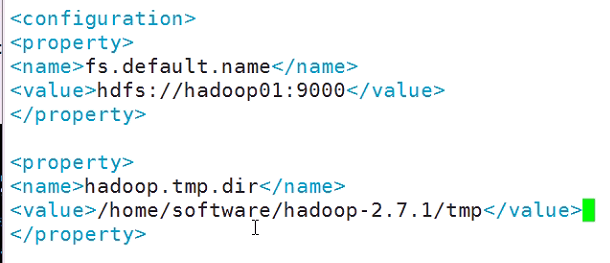 <configuration>
<property>
<name>fs.default.name</name>
<value>hdfs://hadoop01:9000</value>
</property>
<property>
<name>hadoop.tmp.dir</name>
<value>/home/software/hadoop-2.7.1/tmp</value>
</property>